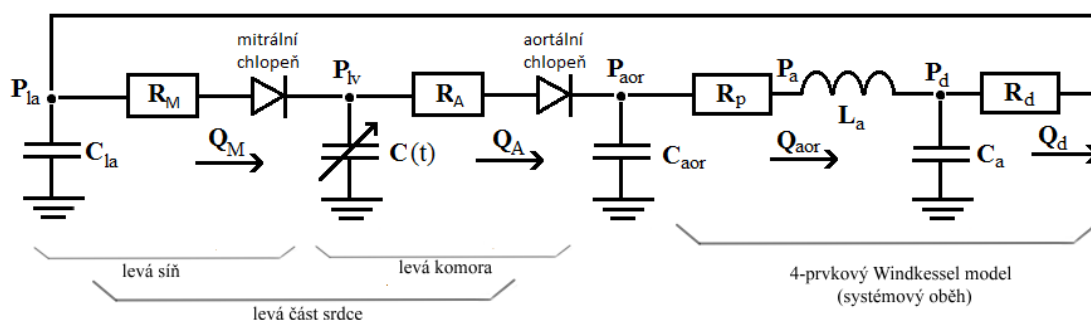 mitrální
chlopeň
aortální
chlopeň
P_la
R_M
P_lv
R_A
P_aor
R_p
P_a
L_a
P_d
R_d
C_la
Q_M
C(t)
Q_A
C_aor
Q_aor
C_a
Q_d
levá síň
levá komora
levá část srdce
4-prvkový Windkessel model
(systémový oběh)